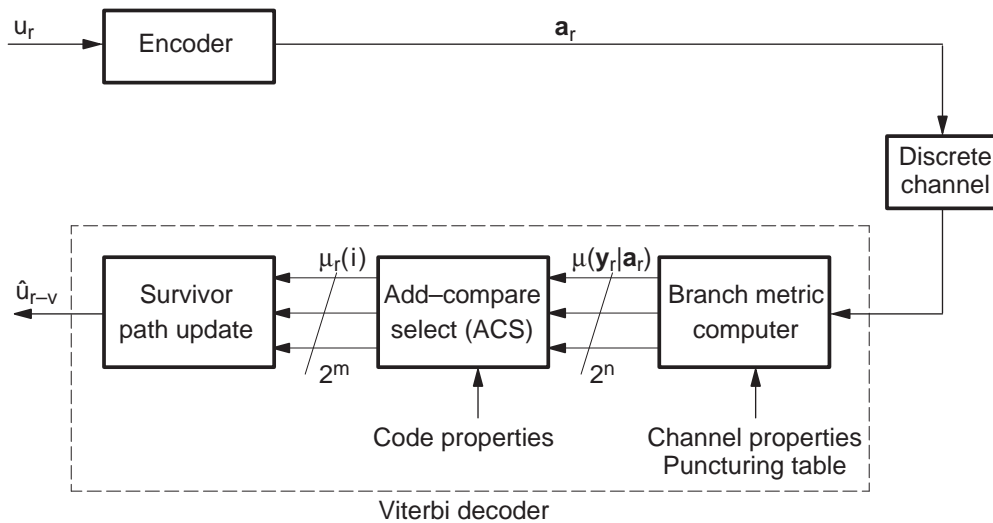 u_r
Encoder
a_r
Discrete
channel
û_{r–v}
Survivor
path update
μ_r(i)
2^m
Add–compare
select (ACS)
μ(y_r|a_r)
2^n
Branch metric
computer
Code properties
Channel properties
Puncturing table
Viterbi decoder